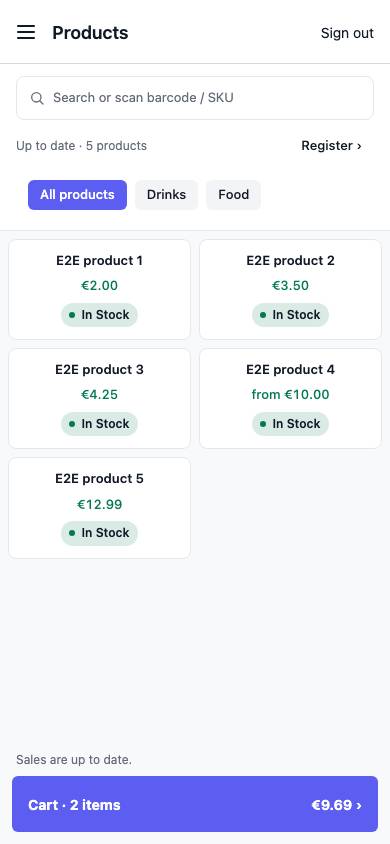 Products
Sign out
Search or scan barcode / SKU
Up to date · 5 products
Register ›
All products
Drinks
Food
E2E product 1
€2.00
In Stock
E2E product 2
€3.50
In Stock
E2E product 3
€4.25
In Stock
E2E product 4
from €10.00
In Stock
E2E product 5
€12.99
In Stock
Sales are up to date.
Cart · 2 items
€9.69 ›